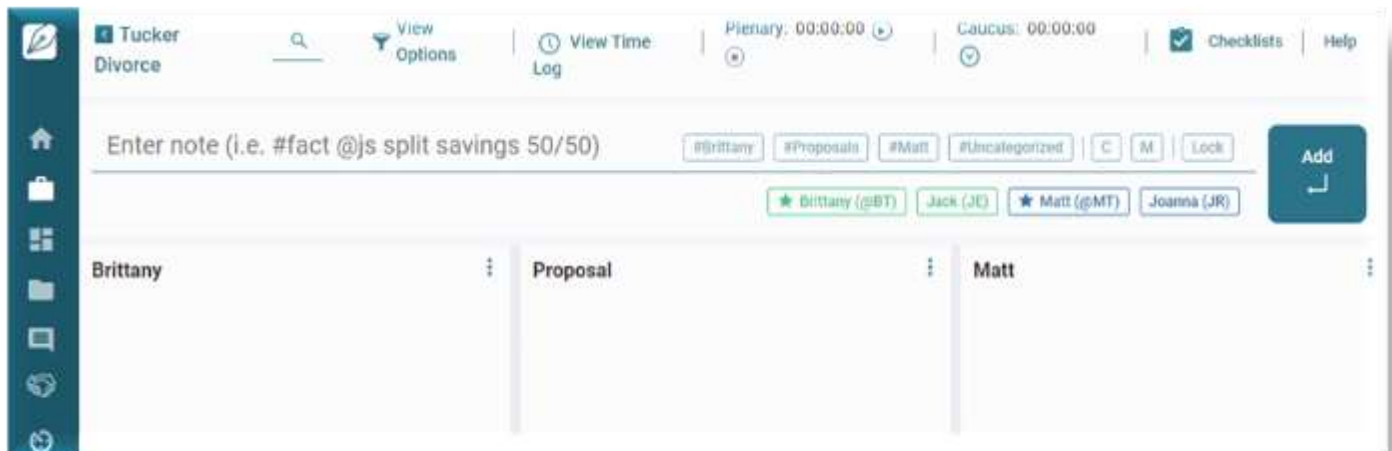 Tucker
Divorce
View
Options
View Time
Log
Plenary: 00:00:00
Caucus: 00:00:00
Checklists
Help
Enter note (i.e. #fact @js split savings 50/50)
#Brittany #Proposals #Matt #Uncategorized C M Lock
Add
Brittany (@BT) Jack (JE) Matt (@MT) Joanna (JR)
Brittany
Proposal
Matt